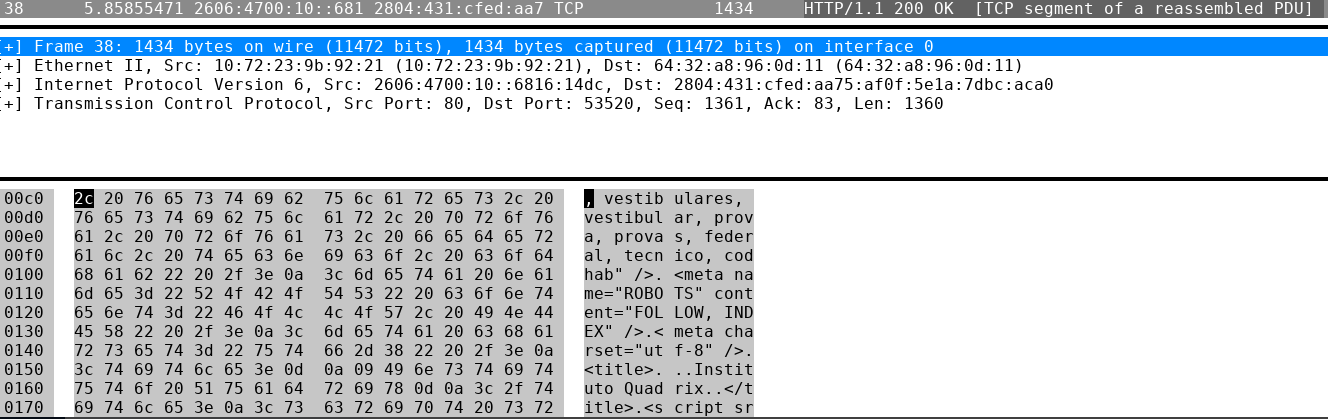 38 5.85855471 2606:4700:10::681 2804:431:cfed:aa7 TCP 1434 HTTP/1.1 200 OK [TCP segment of a reassembled PDU]
[+] Frame 38: 1434 bytes on wire (11472 bits), 1434 bytes captured (11472 bits) on interface 0
[+] Ethernet II, Src: 10:72:23:9b:92:21 (10:72:23:9b:92:21), Dst: 64:32:a8:96:0d:11 (64:32:a8:96:0d:11)
[+] Internet Protocol Version 6, Src: 2606:4700:10::6816:14dc, Dst: 2804:431:cfed:aa75:af0f:5e1a:7dbc:aca0
[+] Transmission Control Protocol, Src Port: 80, Dst Port: 53520, Seq: 1361, Ack: 83, Len: 1360
00c0 2c 20 76 65 73 74 69 62 75 6c 61 72 65 73 2c 20 , vestib ulares,
00d0 76 65 73 74 69 62 75 6c 61 72 2c 20 70 72 6f 76 vestibul ar, prov
00e0 61 2c 20 70 72 6f 76 61 73 2c 20 66 65 64 65 72 a, prova s, feder
00f0 61 6c 2c 20 74 65 63 6e 69 63 6f 2c 20 63 6f 64 al, tecn ico, cod
0100 68 61 62 22 20 2f 3e 0a 3c 6d 65 74 61 20 6e 61 hab" />. <meta na
0110 6d 65 3d 22 52 4f 42 4f 54 53 22 20 63 6f 6e 74 me="ROBO TS" cont
0120 65 6e 74 3d 22 46 4f 4c 4c 4f 57 2c 20 49 4e 44 ent="FOL LOW, IND
0130 45 58 22 20 2f 3e 0a 3c 6d 65 74 61 20 63 68 61 EX" />.< meta cha
0140 72 73 65 74 3d 22 75 74 66 2d 38 22 20 2f 3e 0a rset="ut f-8" />.
0150 3c 74 69 74 6c 65 3e 0d 0a 09 49 6e 73 74 69 74 <title>. ..Instit
0160 75 74 6f 20 51 75 61 64 72 69 78 0d 0a 3c 2f 74 uto Quad rix..</t
0170 69 74 6c 65 3e 0a 3c 73 63 72 69 70 74 20 73 72 itle>.<s cript sr